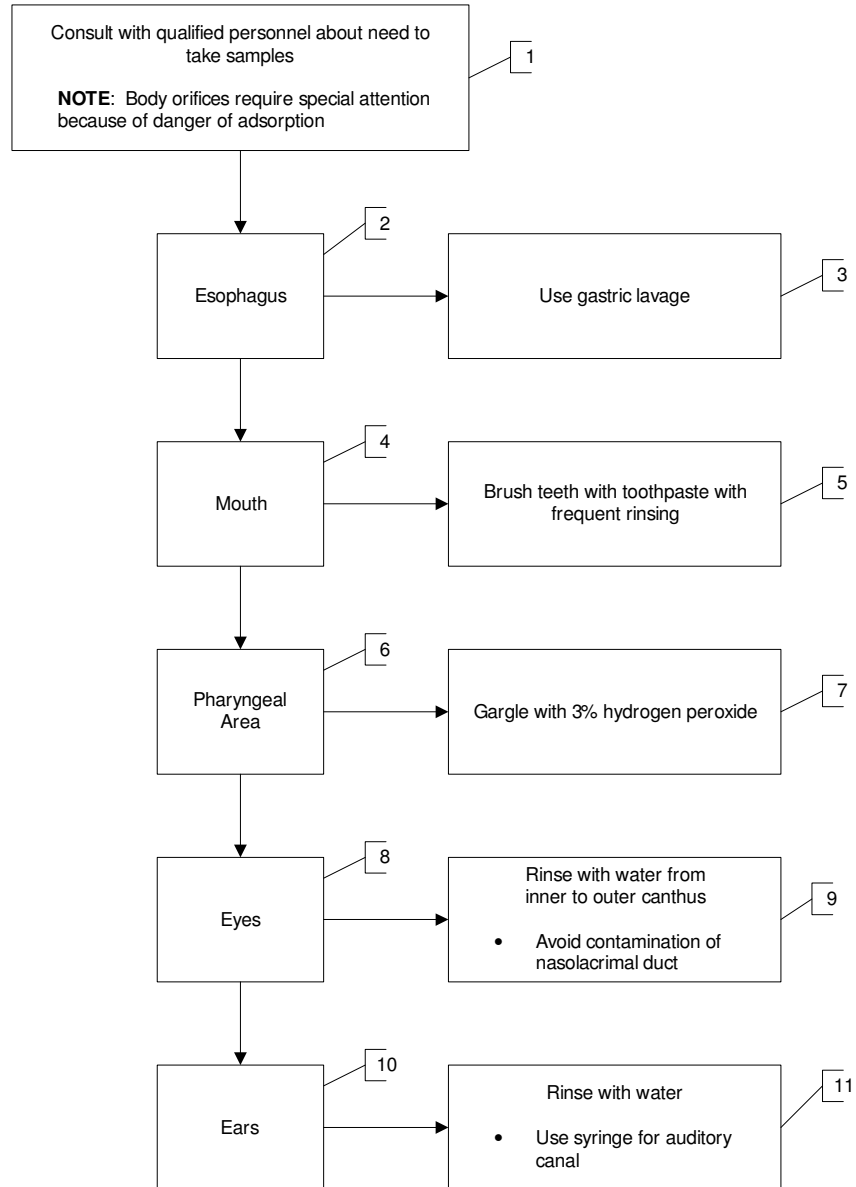 Consult with qualified personnel about need to
take samples
NOTE: Body orifices require special attention
because of danger of adsorption
1
Esophagus
2
Use gastric lavage
3
Mouth
4
Brush teeth with toothpaste with
frequent rinsing
5
Pharyngeal
Area
6
Gargle with 3% hydrogen peroxide
7
Eyes
8
Rinse with water from
inner to outer canthus
• Avoid contamination of
nasolacrimal duct
9
Ears
10
Rinse with water
• Use syringe for auditory
canal
11